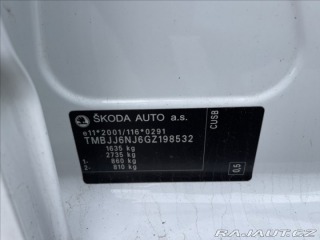 ŠKODA AUTO a.s.
e11*2001/116*0291
TMBJJ6NJ6GZ198532
1635 kg
2735 kg
1- 860 kg
2- 810 kg
CUSB
0,5
RAJAUT.CZ